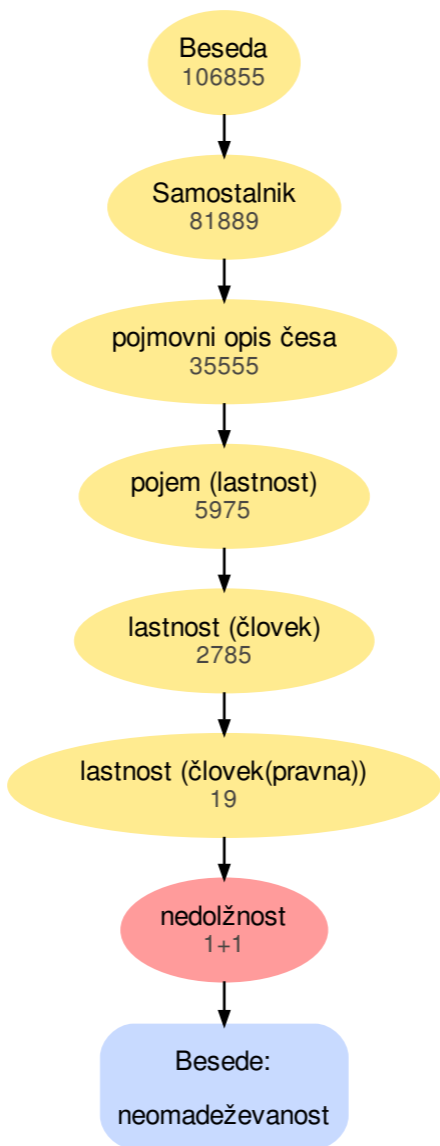 Beseda
106855
Samostalnik
81889
pojmovni opis česa
35555
pojem (lastnost)
5975
lastnost (človek)
2785
lastnost (človek(pravna))
19
nedolžnost
1+1
Besede:
neomadeževanost